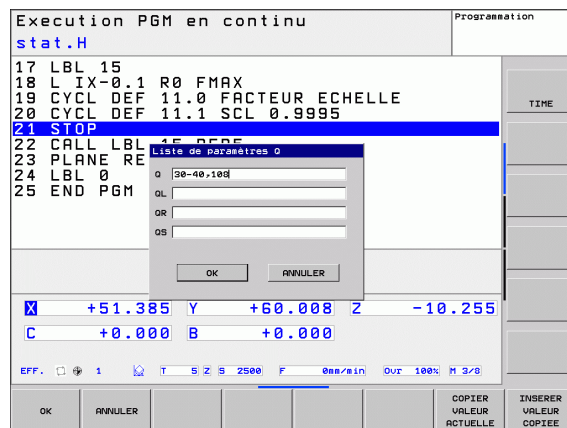 Execution PGM en continu
Programmation
stat.H
17 LBL 15
18 L IX-0.1 R0 FMAX
19 CYCL DEF 11.0 FACTEUR ECHELLE
20 CYCL DEF 11.1 SCL 0.9995
21 STOP
22 CALL LBL 15 REP5
23 PLANE RE
24 LBL 0
25 END PGM
TIME
Liste de paramètres Q
Q 30-40,108
QL
QR
QS
OK ANNULER
X +51.385 Y +60.008 Z -10.255
C +0.000 B +0.000
EFF. 1 T 5 Z S 2500 F 0mm/min Ovr 100% M 3/8
OK
ANNULER
COPIER
VALEUR
ACTUELLE
INSERER
VALEUR
COPIEE